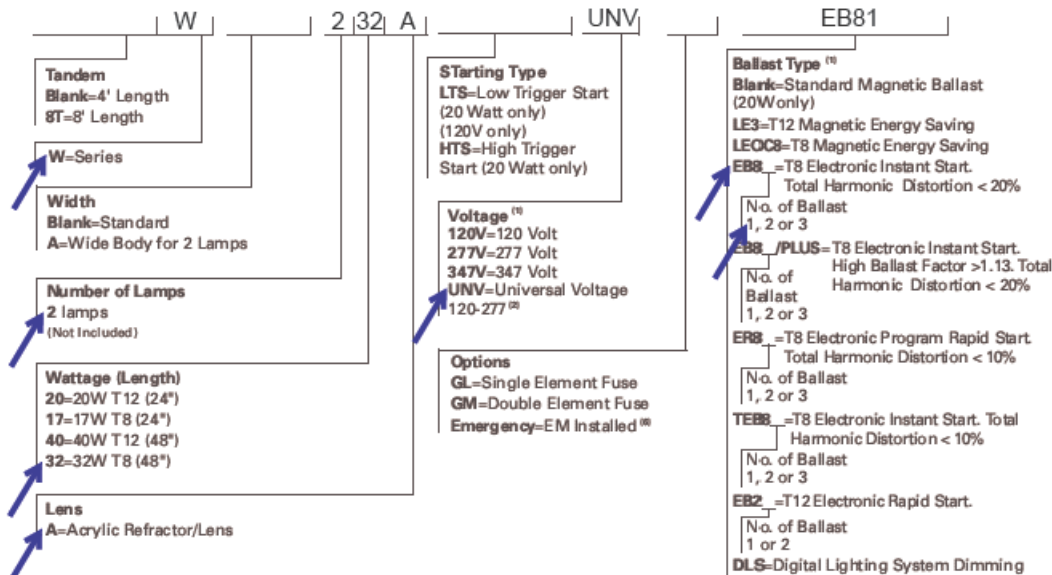 W 2 32 A UNV EB81
Tandem
Blank=4' Length
8T=8' Length
W=Series
Width
Blank=Standard
A=Wide Body for 2 Lamps
Number of Lamps
2 lamps
(Not Included)
Wattage (Length)
20=20W T12 (24")
17=17W T8 (24")
40=40W T12 (48")
32=32W T8 (48")
Lens
A=Acrylic Refractor/Lens
STarting Type
LTS=Low Trigger Start
(20 Watt only)
(120V only)
HTS=High Trigger
Start (20 Watt only)
Voltage (1)
120V=120 Volt
277V=277 Volt
347V=347 Volt
UNV=Universal Voltage
120-277 (2)
Options
GL=Single Element Fuse
GM=Double Element Fuse
Emergency=EM Installed (6)
Ballast Type (1)
Blank=Standard Magnetic Ballast
(20W only)
LE3=T12 Magnetic Energy Saving
LEOC8=T8 Magnetic Energy Saving
EB8_=T8 Electronic Instant Start.
Total Harmonic Distortion < 20%
No. of Ballast
1, 2 or 3
EB8_/PLUS=T8 Electronic Instant Start.
High Ballast Factor >1.13. Total
Harmonic Distortion < 20%
No. of
Ballast
1, 2 or 3
ER8_=T8 Electronic Program Rapid Start.
Total Harmonic Distortion < 10%
No. of Ballast
1, 2 or 3
TEB8_=T8 Electronic Instant Start. Total
Harmonic Distortion < 10%
No. of Ballast
1, 2 or 3
EB2_=T12 Electronic Rapid Start.
No. of Ballast
1 or 2
DLS=Digital Lighting System Dimming